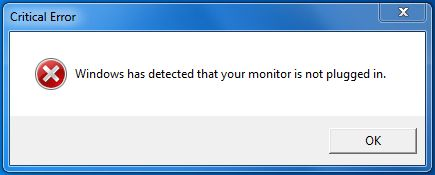 Critical Error
Windows has detected that your monitor is not plugged in.
OK